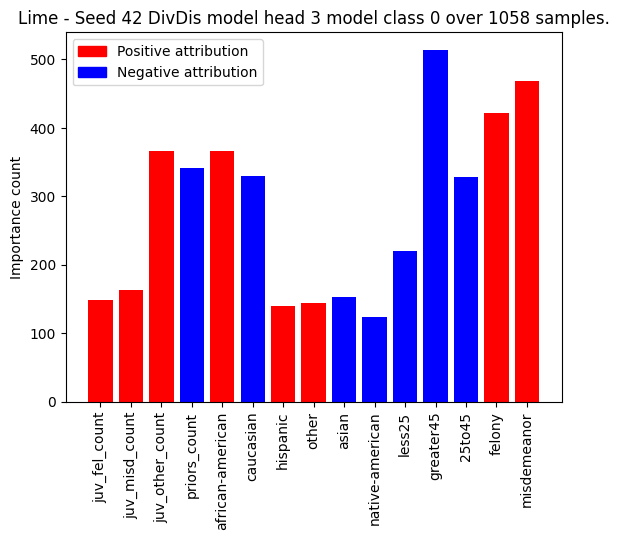 Lime - Seed 42 DivDis model head 3 model class 0 over 1058 samples.
Positive attribution
Negative attribution
Importance count
500
400
300
200
100
0
juv_fel_count
juv_misd_count
juv_other_count
priors_count
african-american
caucasian
hispanic
other
asian
native-american
less25
greater45
25to45
felony
misdemeanor